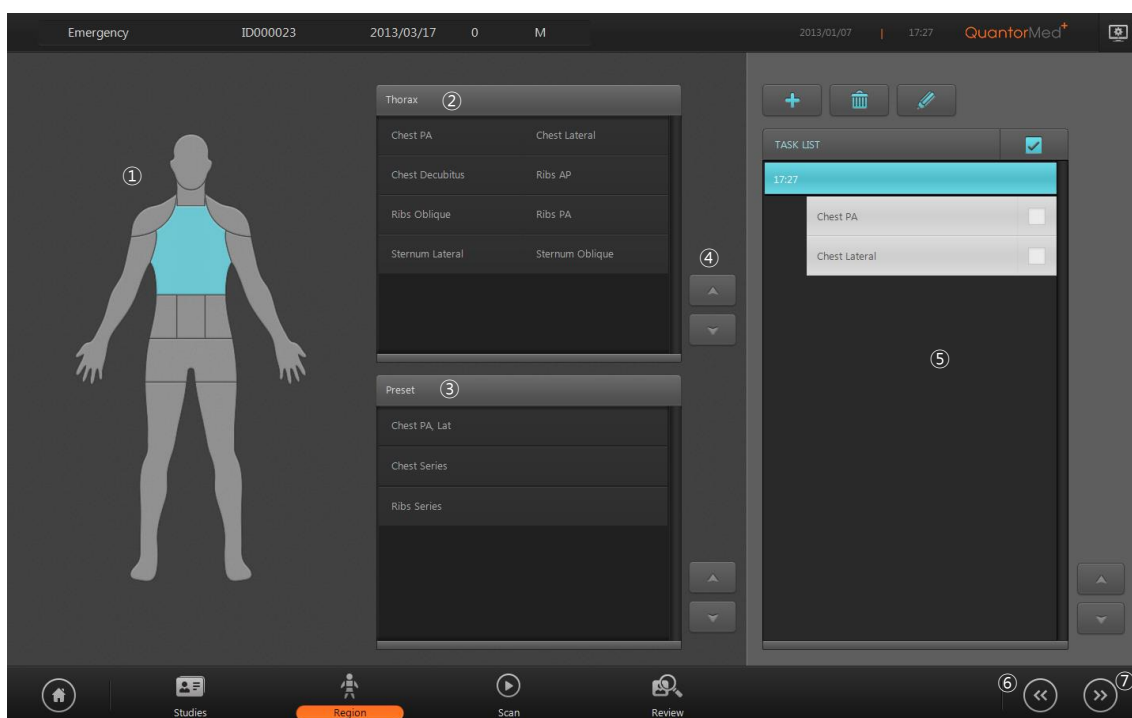 Emergency ID000023 2013/03/17 0 M 2013/01/07 | 17:27 QuantorMed+
Thorax ②
Chest PA Chest Lateral
Chest Decubitus Ribs AP
Ribs Oblique Ribs PA
Sternum Lateral Sternum Oblique
①
④
Preset ③
Chest PA, Lat
Chest Series
Ribs Series
TASK LIST
17:27
Chest PA
Chest Lateral
⑤
Studies Region Scan Review
⑥ ⑦